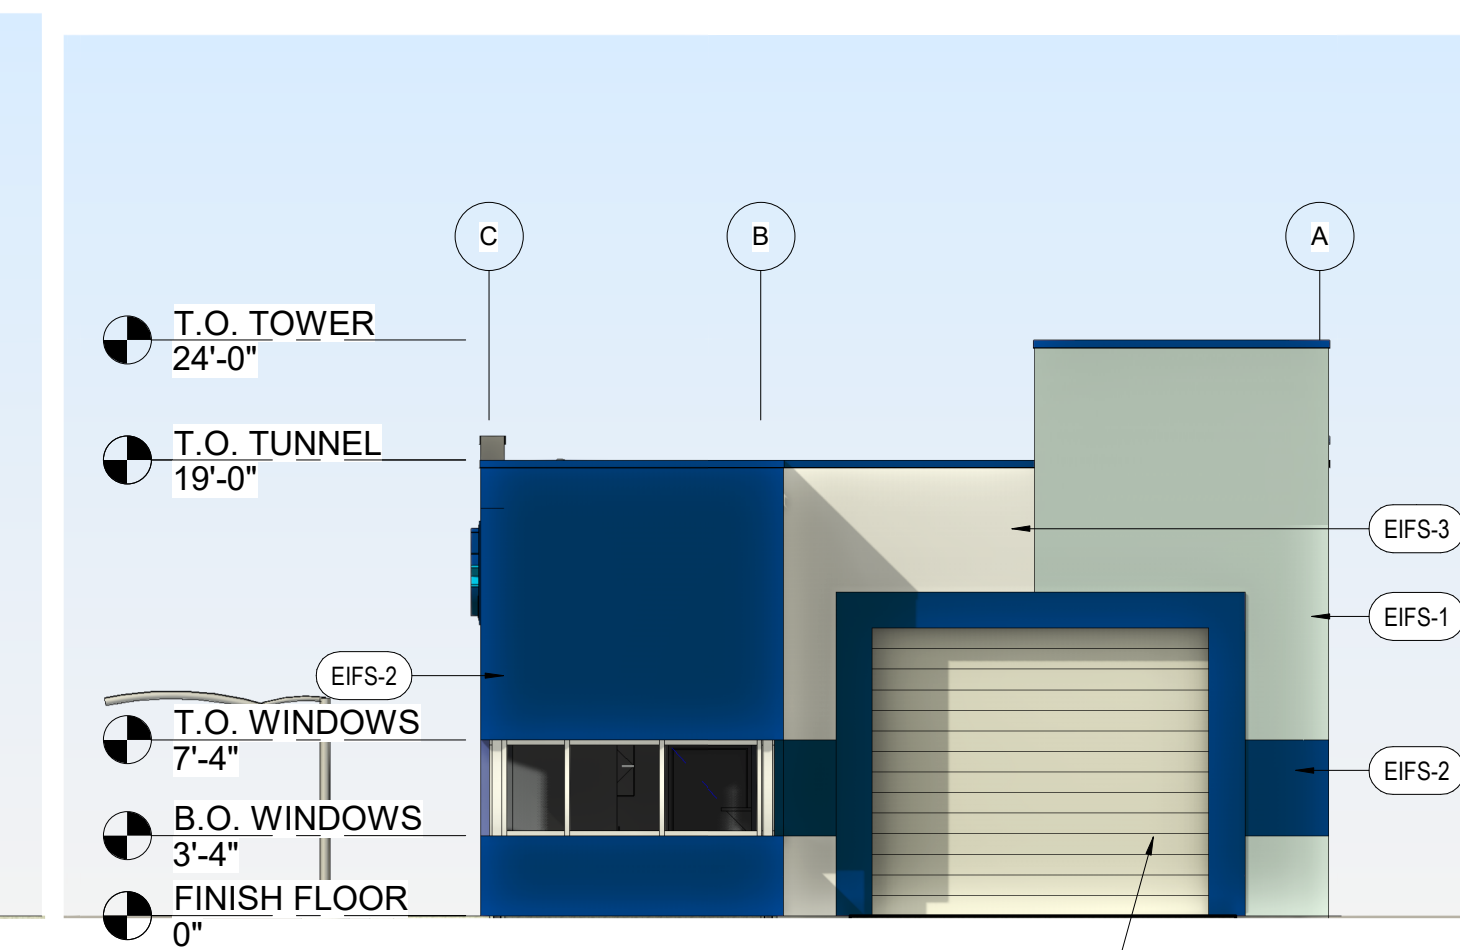 C
B
A
T.O. TOWER
24'-0"
T.O. TUNNEL
19'-0"
EIFS-3
EIFS-1
EIFS-2
T.O. WINDOWS
7'-4"
EIFS-2
B.O. WINDOWS
3'-4"
FINISH FLOOR
0"